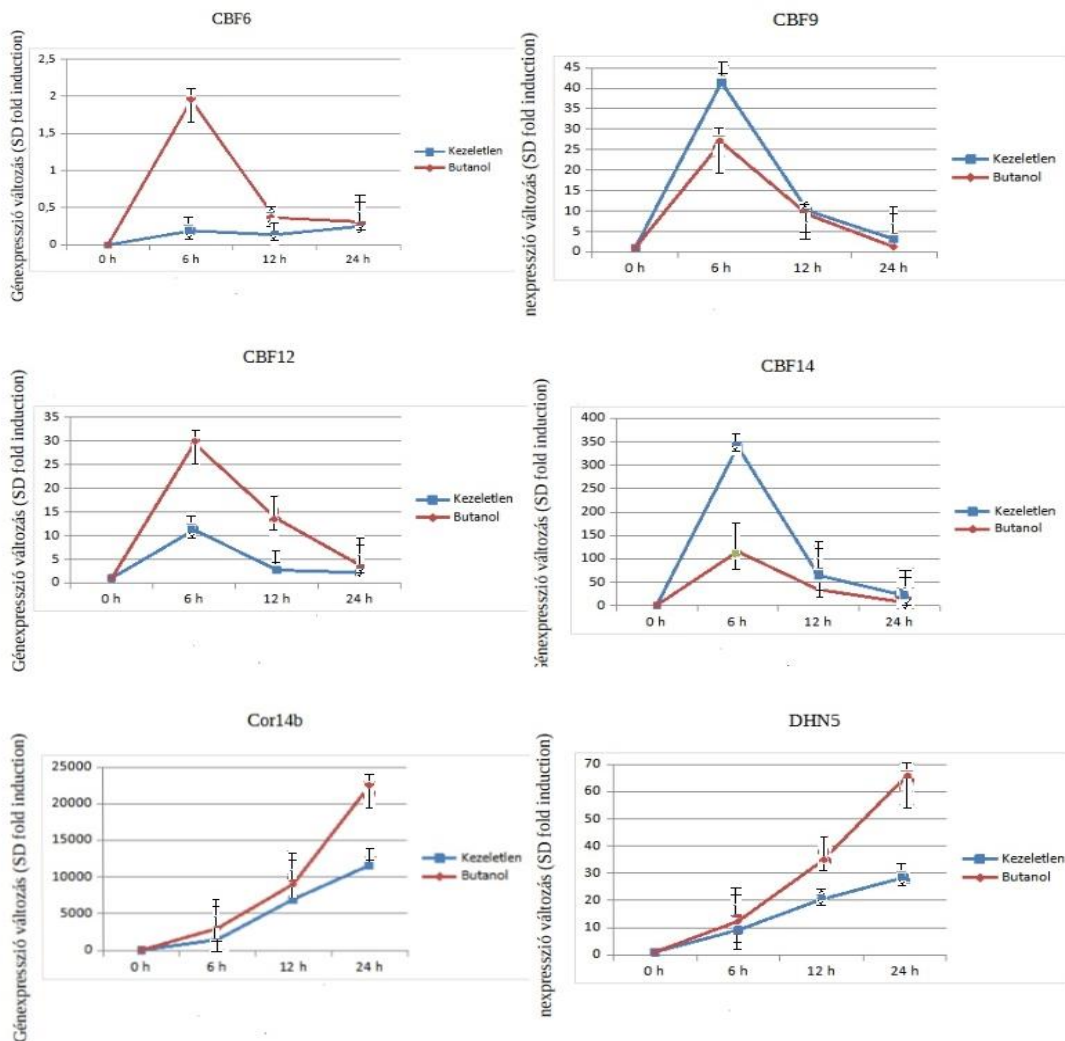 CBF6
Génexpresszió változás (SD fold induction)
2,5
2
1,5
1
0,5
0
0 h 6 h 12 h 24 h
Kezeletlen
Butanol
CBF9
nexpresszió változás (SD fold induction)
45
40
35
30
25
20
15
10
5
0
0 h 6 h 12 h 24 h
Kezeletlen
Butanol
CBF12
Génexpresszió változás (SD fold induction)
35
30
25
20
15
10
5
0
0 h 6 h 12 h 24 h
Kezeletlen
Butanol
CBF14
Génexpresszió változás (SD fold induction)
400
350
300
250
200
150
100
50
0
0 h 6 h 12 h 24 h
Kezeletlen
Butanol
Cor14b
Génexpresszió változás (SD fold induction)
25000
20000
15000
10000
5000
0
0 h 6 h 12 h 24 h
Kezeletlen
Butanol
DHN5
nexpresszió változás (SD fold induction)
70
60
50
40
30
20
10
0
0 h 6 h 12 h 24 h
Kezeletlen
Butanol